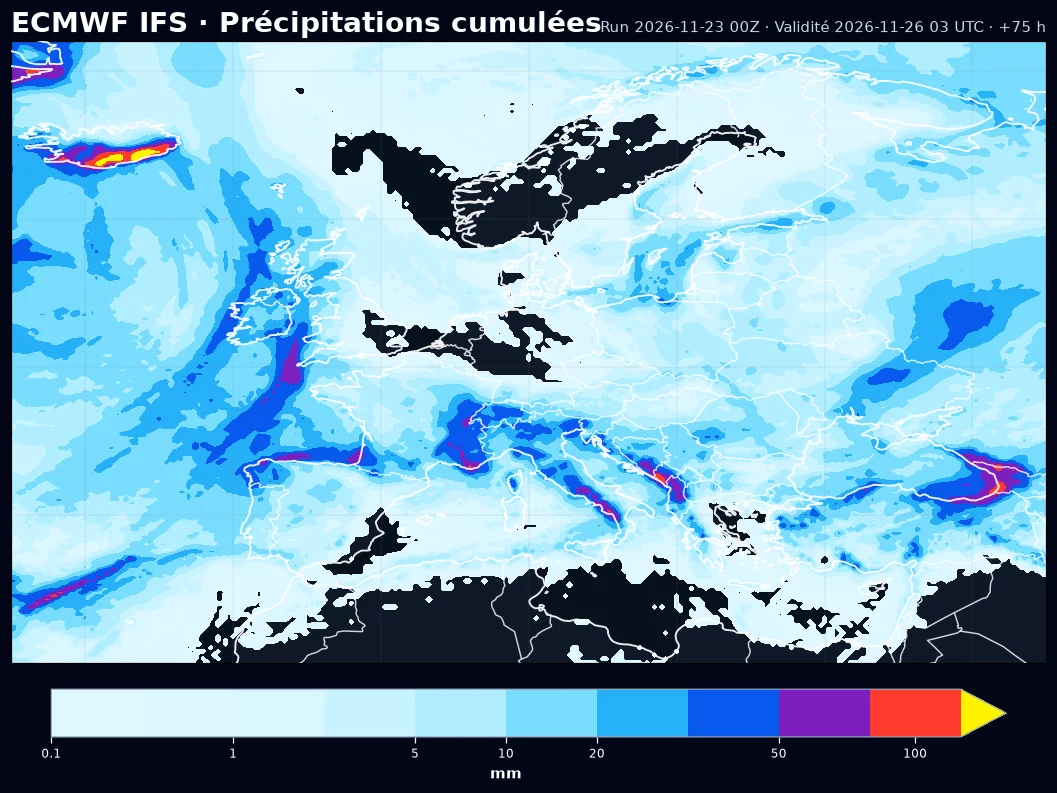 ECMWF IFS · Précipitations cumulées
Run 2026-11-23 00Z · Validité 2026-11-26 03 UTC · +75 h
0.1 1 5 10 20 50 100
mm